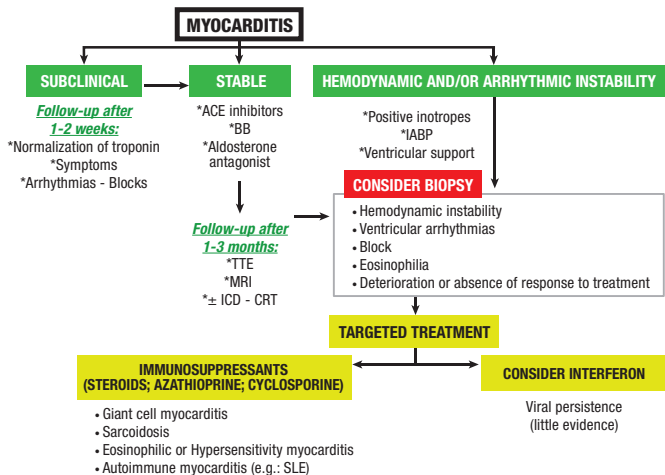 MYOCARDITIS
SUBCLINICAL
Follow-up after
1-2 weeks:
*Normalization of troponin
*Symptoms
*Arrhythmias - Blocks
STABLE
*ACE inhibitors
*BB
*Aldosterone
antagonist
Follow-up after
1-3 months:
*TTE
*MRI
*± ICD - CRT
HEMODYNAMIC AND/OR ARRHYTHMIC INSTABILITY
*Positive inotropes
*IABP
*Ventricular support
CONSIDER BIOPSY
• Hemodynamic instability
• Ventricular arrhythmias
• Block
• Eosinophilia
• Deterioration or absence of response to treatment
TARGETED TREATMENT
IMMUNOSUPPRESSANTS
(STEROIDS; AZATHIOPRINE; CYCLOSPORINE)
• Giant cell myocarditis
• Sarcoidosis
• Eosinophilic or Hypersensitivity myocarditis
• Autoimmune myocarditis (e.g.: SLE)
CONSIDER INTERFERON
Viral persistence
(little evidence)